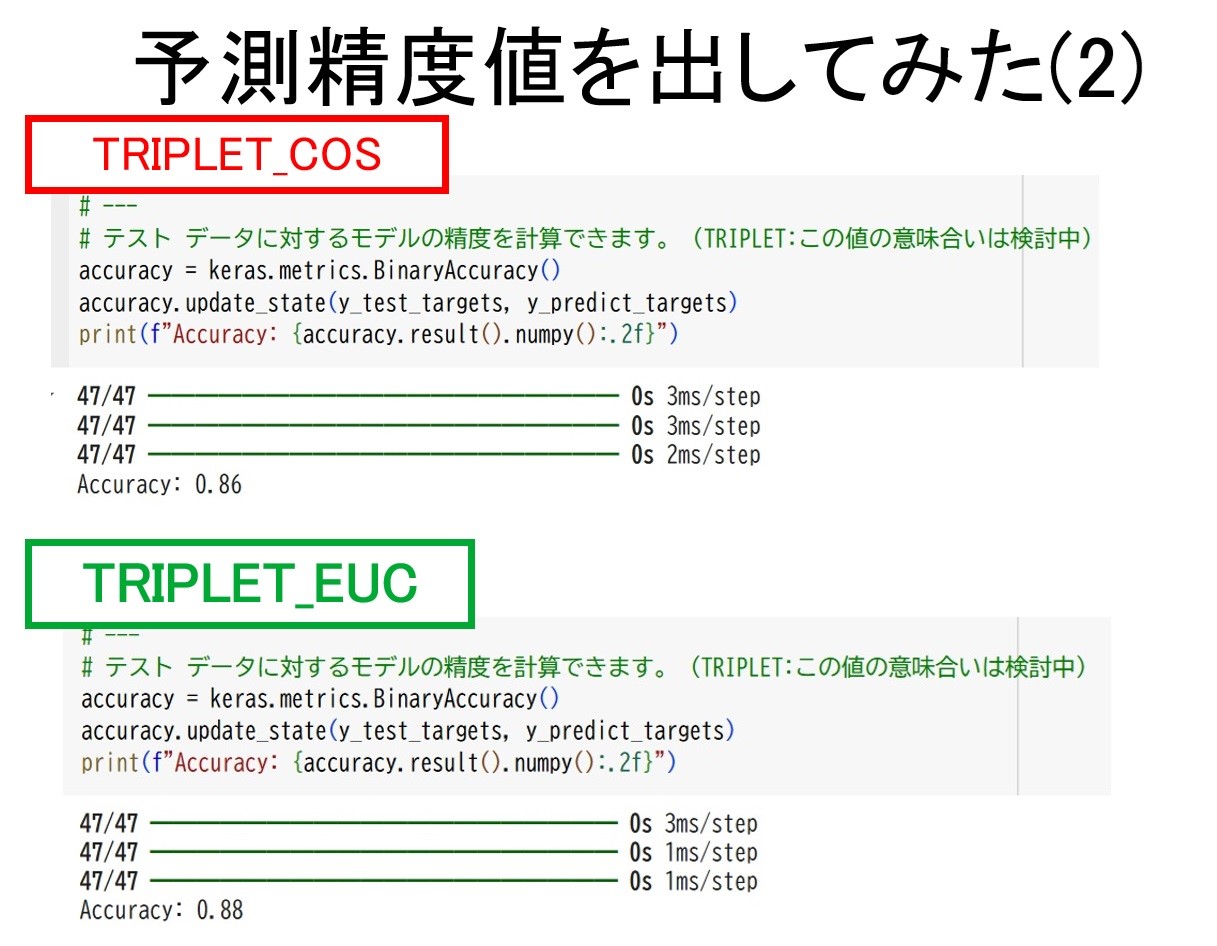 予測精度値を出してみた(2)
TRIPLET_COS
# ---
# テスト データに対するモデルの精度を計算できます。（TRIPLET:この値の意味合いは検討中）
accuracy = keras.metrics.BinaryAccuracy()
accuracy.update_state(y_test_targets, y_predict_targets)
print(f"Accuracy: {accuracy.result().numpy():.2f}")
47/47 ━━━━━━━━━━━━━━━━━━━━ 0s 3ms/step
47/47 ━━━━━━━━━━━━━━━━━━━━ 0s 3ms/step
47/47 ━━━━━━━━━━━━━━━━━━━━ 0s 2ms/step
Accuracy: 0.86
TRIPLET_EUC
# ---
# テスト データに対するモデルの精度を計算できます。（TRIPLET:この値の意味合いは検討中）
accuracy = keras.metrics.BinaryAccuracy()
accuracy.update_state(y_test_targets, y_predict_targets)
print(f"Accuracy: {accuracy.result().numpy():.2f}")
47/47 ━━━━━━━━━━━━━━━━━━━━ 0s 3ms/step
47/47 ━━━━━━━━━━━━━━━━━━━━ 0s 1ms/step
47/47 ━━━━━━━━━━━━━━━━━━━━ 0s 1ms/step
Accuracy: 0.88